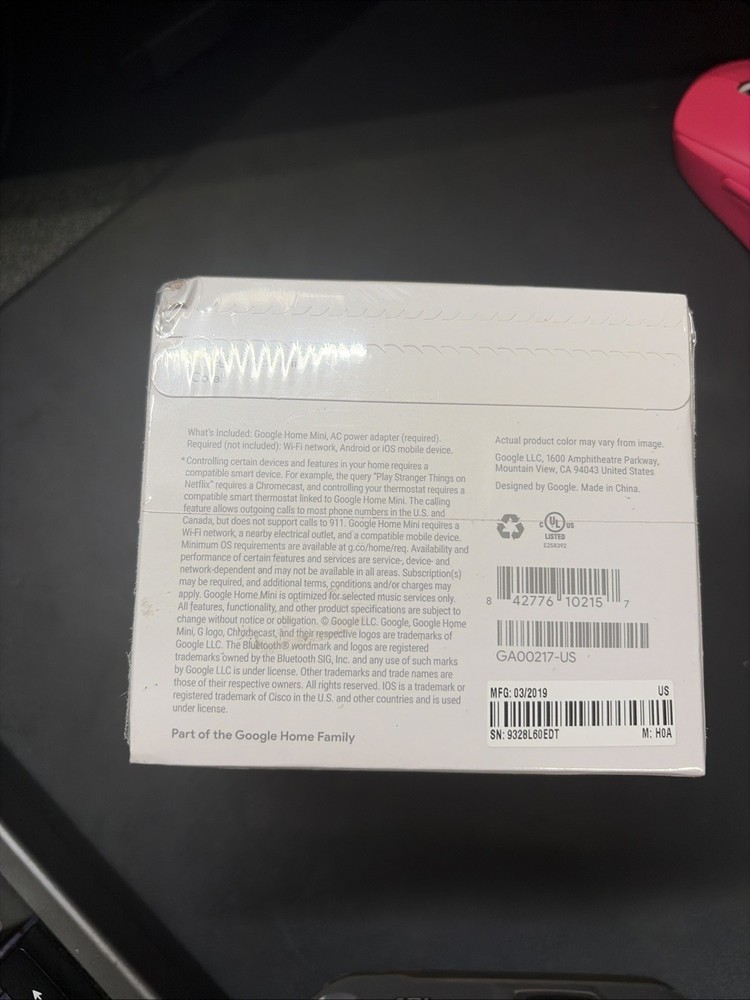 What's Included: Google Home Mini, AC power adapter (required).
Required (not included): Wi-Fi network, Android or iOS mobile device.
*Controlling certain devices and features in your home requires a
compatible smart device. For example, the query "Play Stranger Things on
Netflix" requires a Chromecast, and controlling your thermostat requires a
compatible smart thermostat linked to Google Home Mini. The calling
feature allows outgoing calls to most phone numbers in the U.S. and
Canada, but does not support calls to 911. Google Home Mini requires a
Wi-Fi network, a nearby electrical outlet, and a compatible mobile device.
Minimum OS requirements are available at g.co/home/req. Availability and
performance of certain features and services are service-, device- and
network-dependent and may not be available in all areas. Subscription(s)
may be required, and additional terms, conditions and/or charges may
apply. Google Home Mini is optimized for selected music services only.
All features, functionality, and other product specifications are subject to
change without notice or obligation. © Google LLC. Google, Google Home
Mini, G logo, Chromecast, and their respective logos are trademarks of
Google LLC. The Bluetooth® wordmark and logos are registered
trademarks owned by the Bluetooth SIG, Inc. and any use of such marks
by Google LLC is under license. Other trademarks and trade names are
those of their respective owners. All rights reserved. IOS is a trademark or
registered trademark of Cisco in the U.S. and other countries and is used
under license.
Part of the Google Home Family
Actual product color may vary from image.
Google LLC, 1600 Amphitheatre Parkway,
Mountain View, CA 94043 United States
Designed by Google. Made in China.
C UL US
LISTED
E258392
8 42776 10215 7
GA00217-US
MFG: 03/2019 US
SN: 9328L60EDT M: H0A